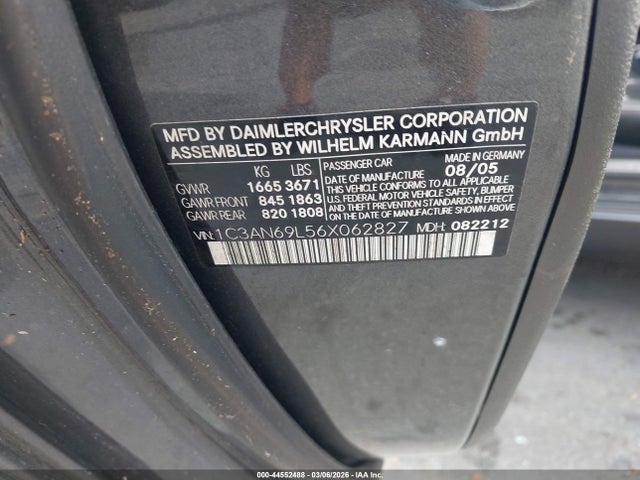 MFD BY DAIMLERCHRYSLER CORPORATION
ASSEMBLED BY WILHELM KARMANN GmbH
KG LBS PASSENGER CAR MADE IN GERMANY
GVWR 1665 3671 DATE OF MANUFACTURE 08/05
GAWR FRONT 845 1863 THIS VEHICLE CONFORMS TO ALL APPLICABLE
U.S. FEDERAL MOTOR VEHICLE SAFETY, BUMPER
GAWR REAR 820 1808 AND THEFT PREVENTION STANDARDS IN EFFECT
ON THE DATE OF MANUFACTURE SHOWN ABOVE.
VIN: 1C3AN69L56X062827 MDH: 082212
000-44552488 - 03/06/2026 - IAAI.COM